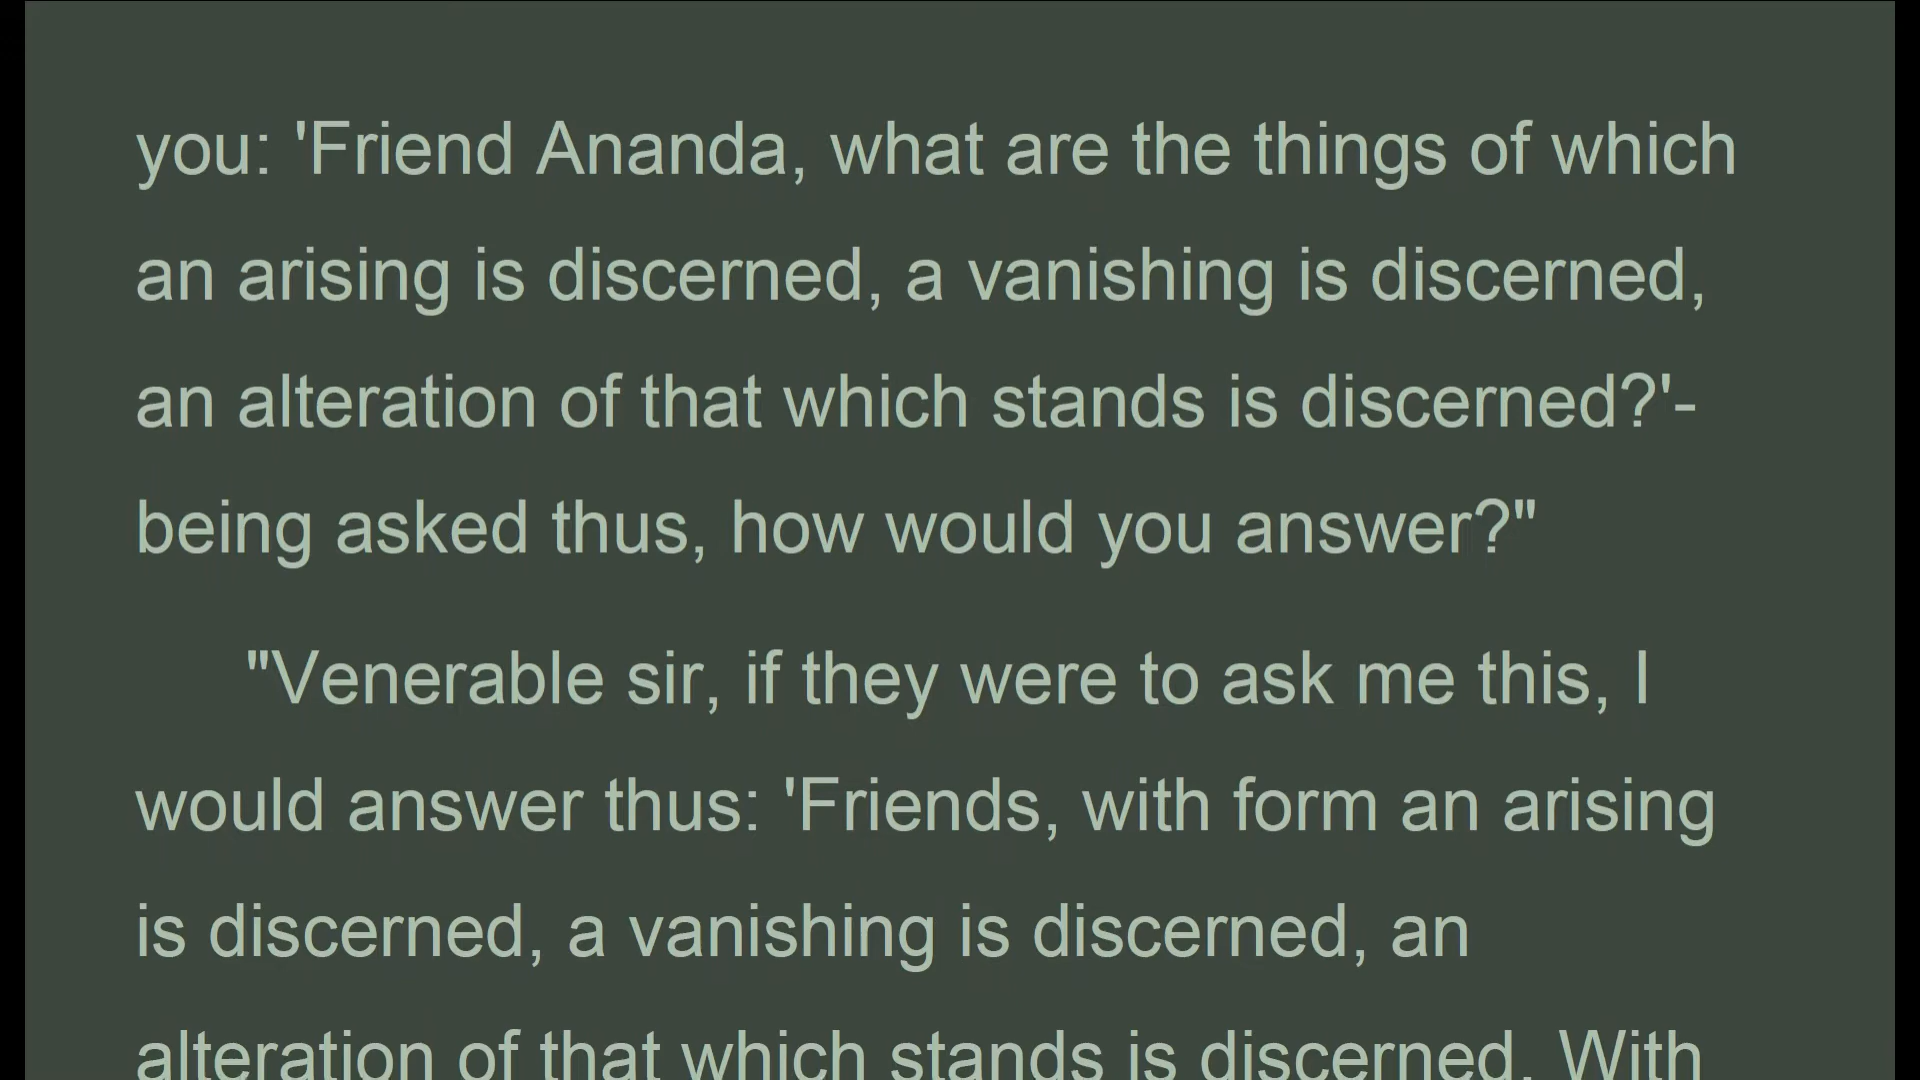 you: 'Friend Ananda, what are the things of which
an arising is discerned, a vanishing is discerned,
an alteration of that which stands is discerned?'-
being asked thus, how would you answer?"
"Venerable sir, if they were to ask me this, I
would answer thus: 'Friends, with form an arising
is discerned, a vanishing is discerned, an
alteration of that which stands is discerned. With